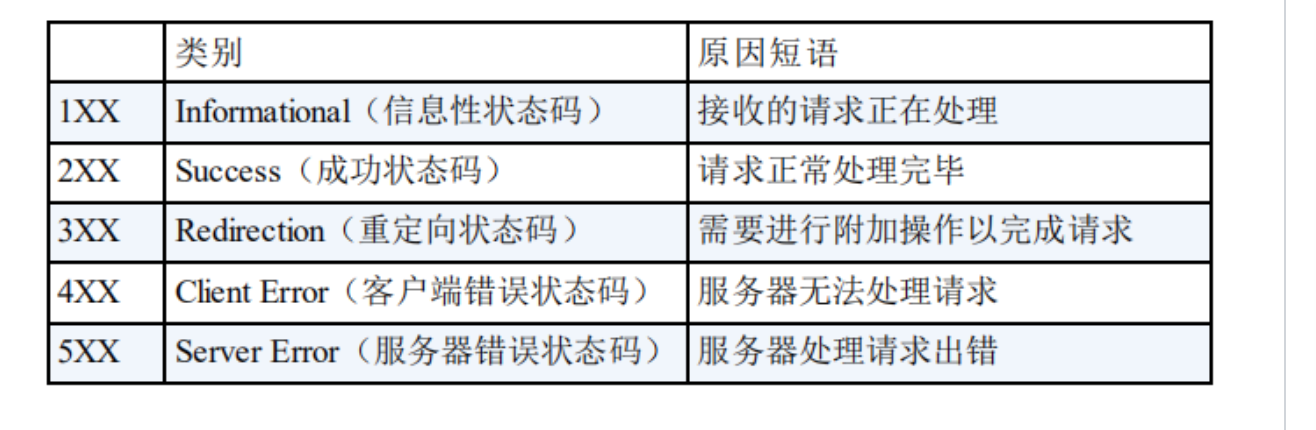 类别 原因短语
1XX Informational（信息性状态码） 接收的请求正在处理
2XX Success（成功状态码） 请求正常处理完毕
3XX Redirection（重定向状态码） 需要进行附加操作以完成请求
4XX Client Error（客户端错误状态码） 服务器无法处理请求
5XX Server Error（服务器错误状态码） 服务器处理请求出错